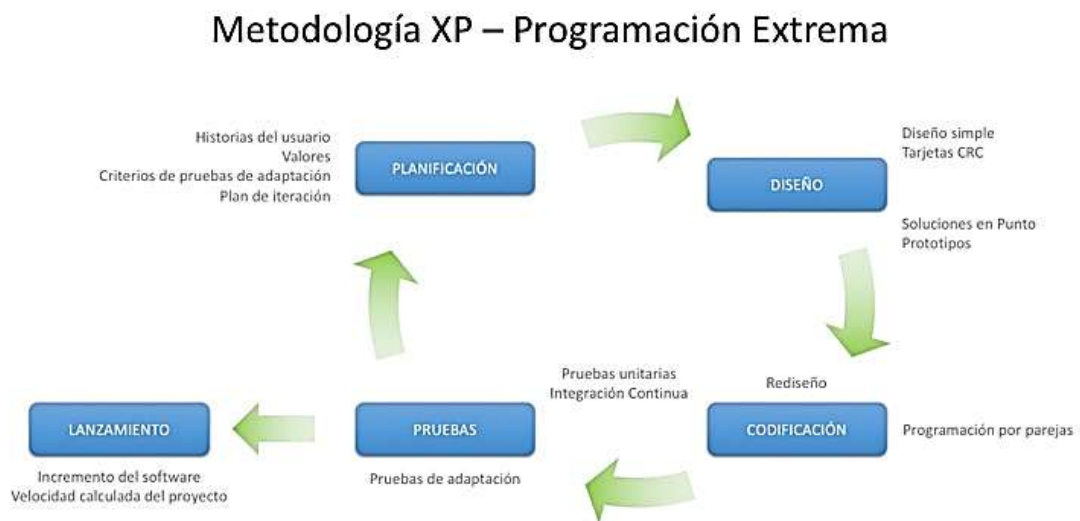 Metodología XP – Programación Extrema
Historias del usuario
Valores
Criterios de pruebas de adaptación
Plan de iteración
PLANIFICACIÓN
Diseño simple
Tarjetas CRC
DISEÑO
Soluciones en Punto
Prototipos
Pruebas unitarias
Integración Continua
Rediseño
CODIFICACIÓN
Programación por parejas
PRUEBAS
Pruebas de adaptación
LANZAMIENTO
Incremento del software
Velocidad calculada del proyecto